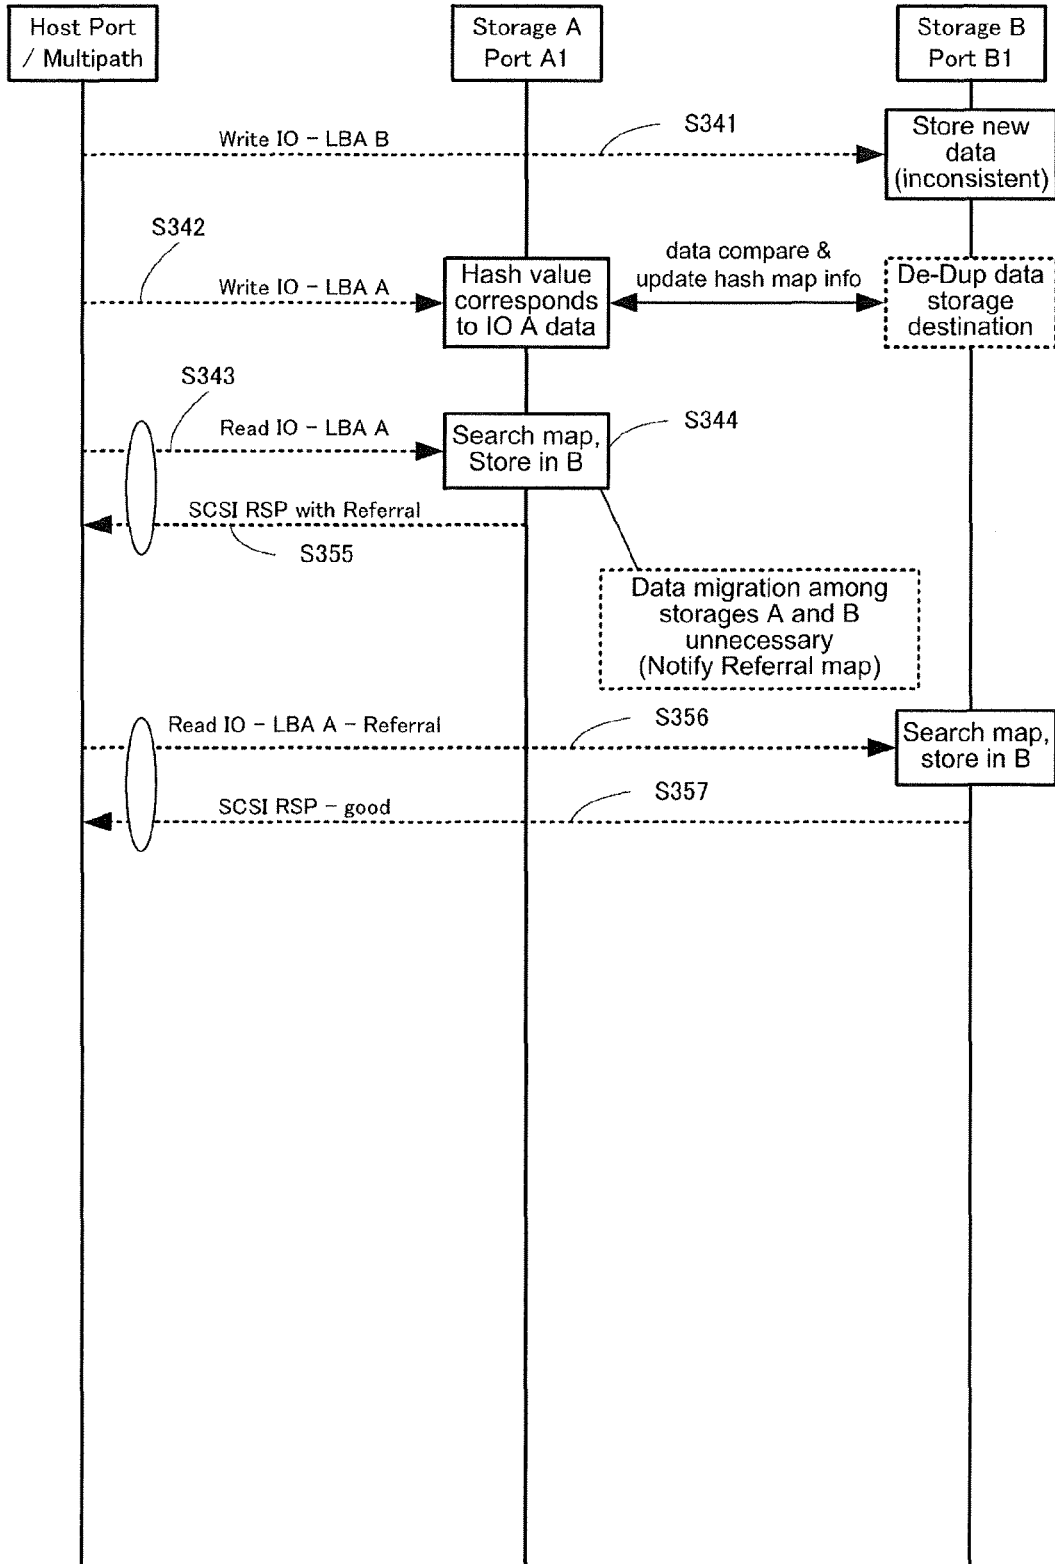 Host Port
/ Multipath
Storage A
Port A1
Storage B
Port B1
Write IO – LBA B
S341
Store new
data
(inconsistent)
S342
Write IO – LBA A
Hash value
corresponds
to IO A data
data compare &
update hash map info
De-Dup data
storage
destination
S343
Read IO – LBA A
Search map,
Store in B
S344
SCSI RSP with Referral
S355
Data migration among
storages A and B
unnecessary
(Notify Referral map)
Read IO – LBA A – Referral
S356
Search map,
store in B
SCSI RSP – good
S357